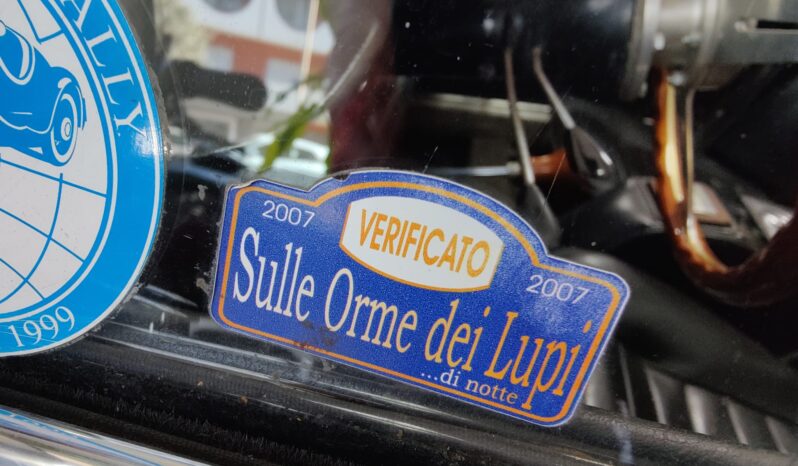 ALLY
1999
2007 VERIFICATO 2007
Sulle Orme dei Lupi
...di notte